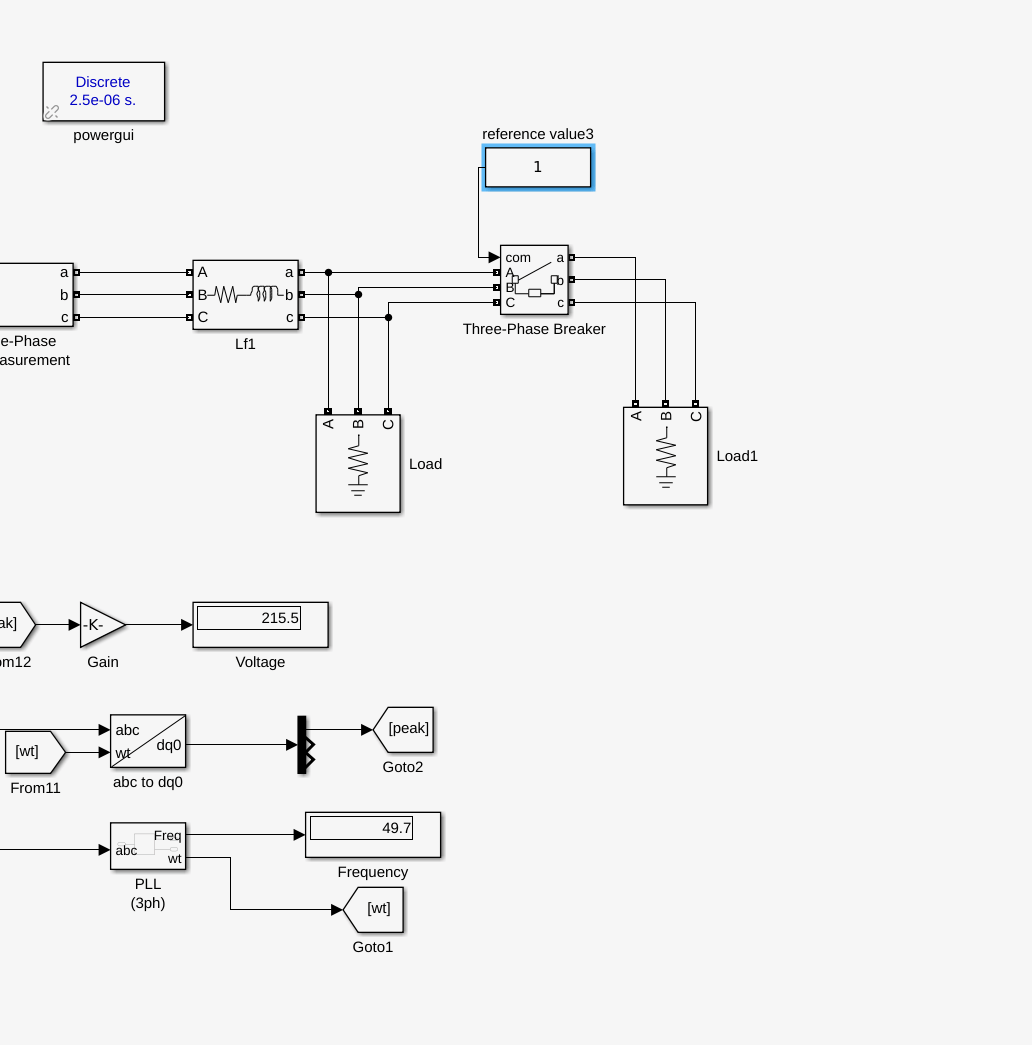 Discrete
2.5e-06 s.
powergui
reference value3
1
com
a
A
b
B
c
C
Three-Phase Breaker
a
b
c
e-Phase
asurement
A
a
B
b
C
c
Lf1
A B C
Load
A B C
Load1
ak]
om12
-K-
Gain
215.5
Voltage
abc
wt
dq0
abc to dq0
[wt]
From11
[peak]
Goto2
abc
Freq
wt
PLL
(3ph)
49.7
Frequency
[wt]
Goto1